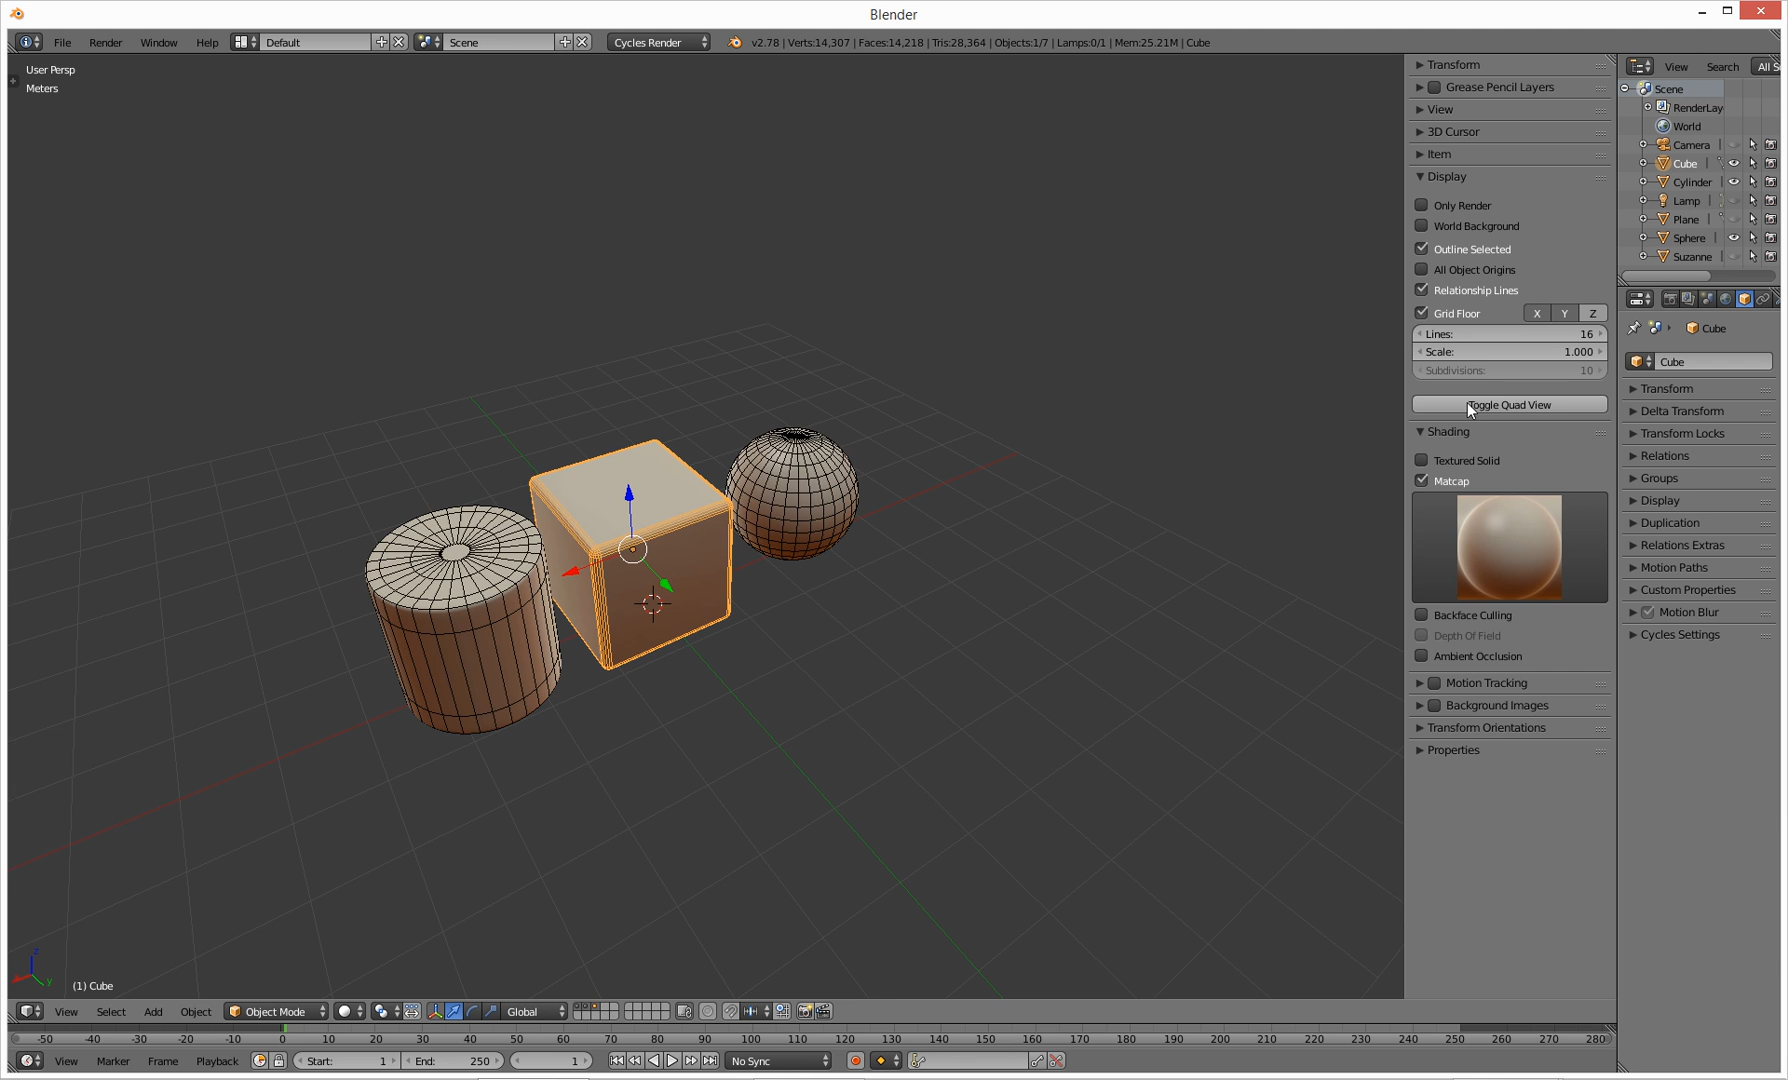 Blender
File Render Window Help Default Scene Cycles Render v2.78 | Verts:14,307 | Faces:14,218 | Tris:28,364 | Objects:1/7 | Lamps:0/1 | Mem:25.21M | Cube
User Persp
Meters
(1) Cube
Transform
Grease Pencil Layers
View
3D Cursor
Item
Display
Only Render
World Background
Outline Selected
All Object Origins
Relationship Lines
Grid Floor X Y Z
Lines: 16
Scale: 1.000
Subdivisions: 10
Toggle Quad View
Shading
Textured Solid
Matcap
Backface Culling
Depth Of Field
Ambient Occlusion
Motion Tracking
Background Images
Transform Orientations
Properties
View Search All S
Scene
RenderLay
World
Camera
Cube
Cylinder
Lamp
Plane
Sphere
Suzanne
Cube
Cube
Transform
Delta Transform
Transform Locks
Relations
Groups
Display
Duplication
Relations Extras
Motion Paths
Custom Properties
Motion Blur
Cycles Settings
z
y
View Select Add Object Object Mode Global
-50 -40 -30 -20 -10 0 10 20 30 40 50 60 70 80 90 100 110 120 130 140 150 160 170 180 190 200 210 220 230 240 250 260 270 280
View Marker Frame Playback Start: 1 End: 250 1 No Sync